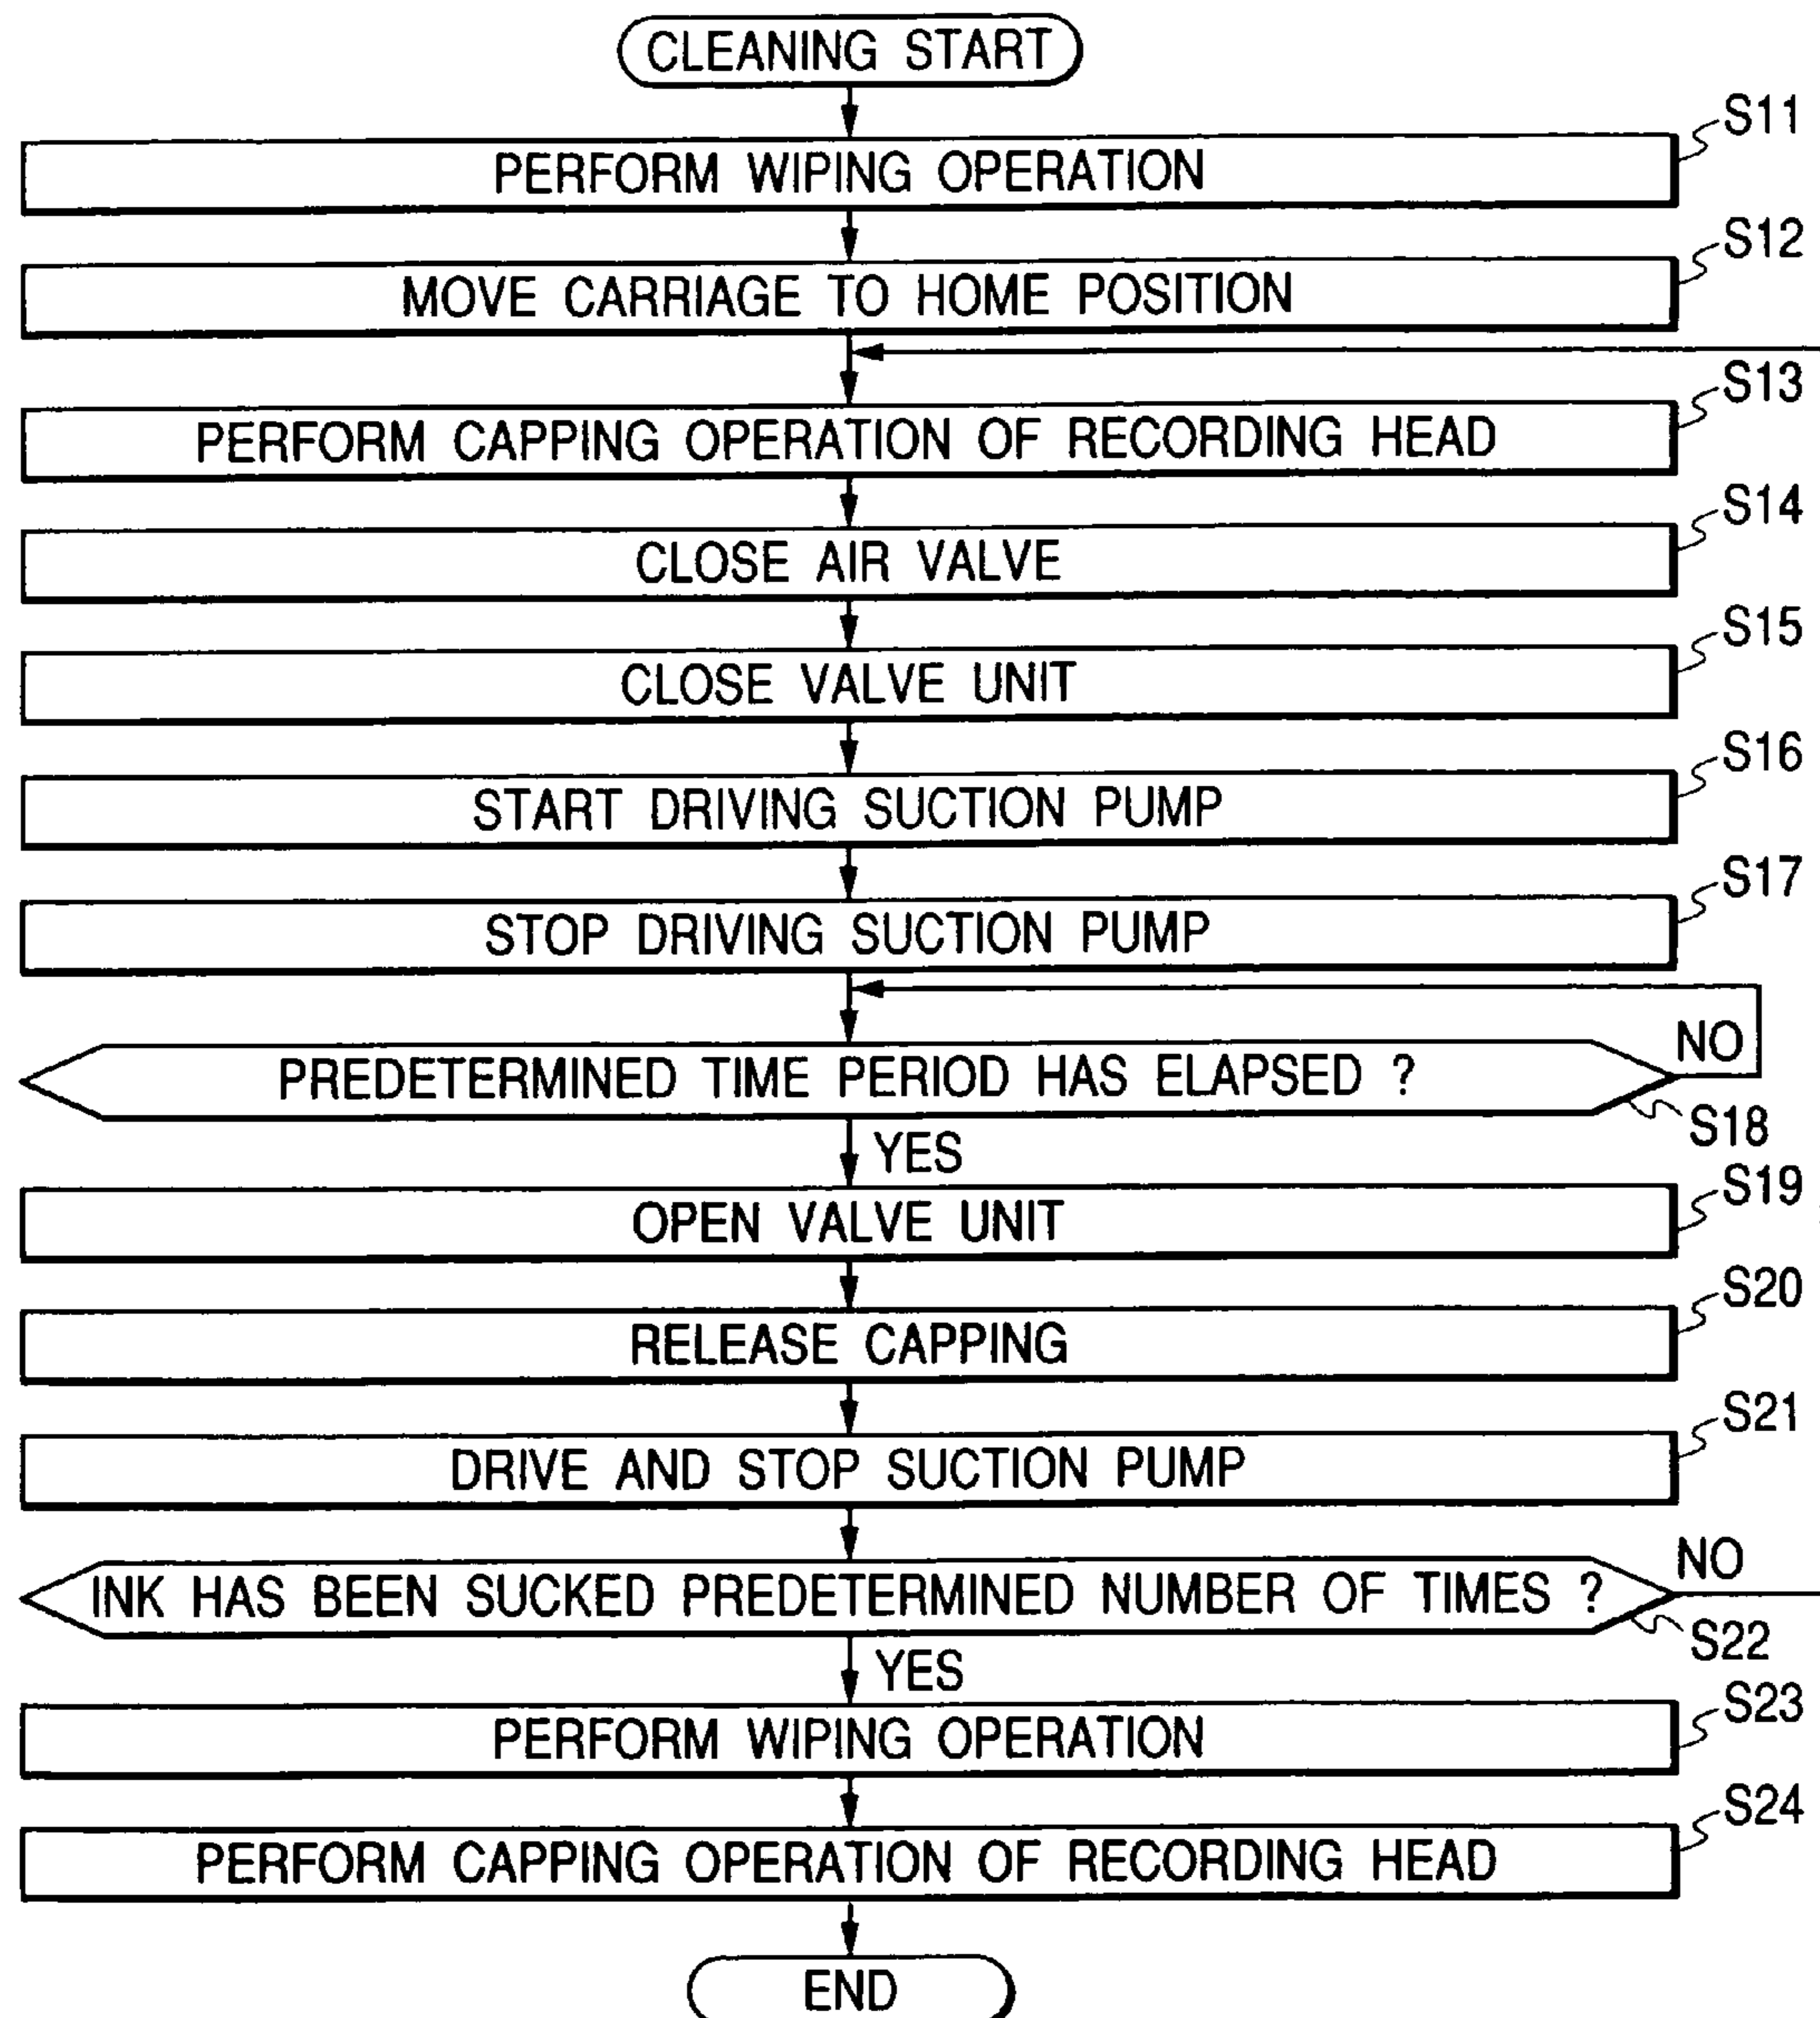 CLEANING START
S11
PERFORM WIPING OPERATION
S12
MOVE CARRIAGE TO HOME POSITION
S13
PERFORM CAPPING OPERATION OF RECORDING HEAD
S14
CLOSE AIR VALVE
S15
CLOSE VALVE UNIT
S16
START DRIVING SUCTION PUMP
S17
STOP DRIVING SUCTION PUMP
NO
PREDETERMINED TIME PERIOD HAS ELAPSED ?
S18
YES
S19
OPEN VALVE UNIT
S20
RELEASE CAPPING
S21
DRIVE AND STOP SUCTION PUMP
NO
INK HAS BEEN SUCKED PREDETERMINED NUMBER OF TIMES ?
S22
YES
S23
PERFORM WIPING OPERATION
S24
PERFORM CAPPING OPERATION OF RECORDING HEAD
END